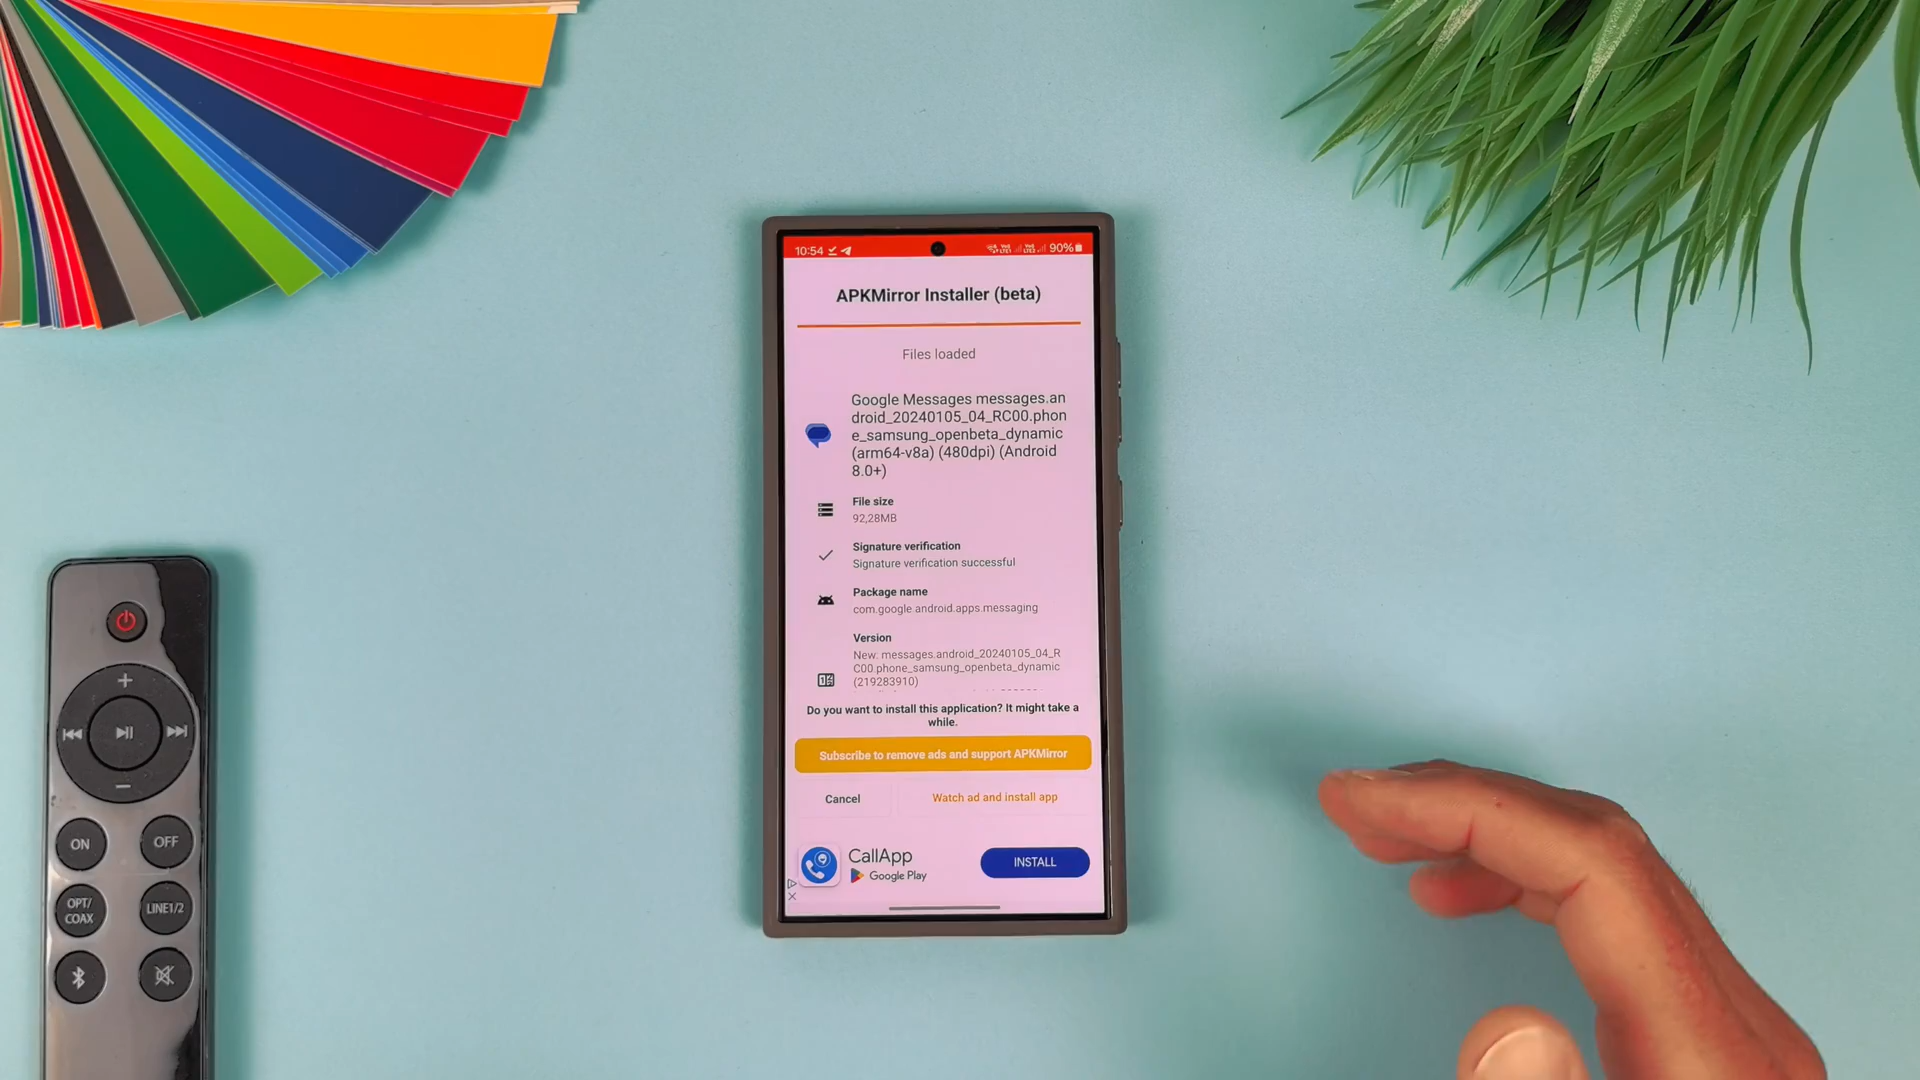 10:54
90%
APKMirror Installer (beta)
Files loaded
Google Messages messages.an
droid_20240105_04_RC00.phon
e_samsung_openbeta_dynamic
(arm64-v8a) (480dpi) (Android
8.0+)
File size
92,28MB
Signature verification
Signature verification successful
Package name
com.google.android.apps.messaging
Version
New: messages.android_20240105_04_R
C00.phone_samsung_openbeta_dynamic
(219283910)
Do you want to install this application? It might take a
while.
Subscribe to remove ads and support APKMirror
Cancel
Watch ad and install app
CallApp
Google Play
INSTALL
ON
OFF
OPT/
COAX
LINE1/2